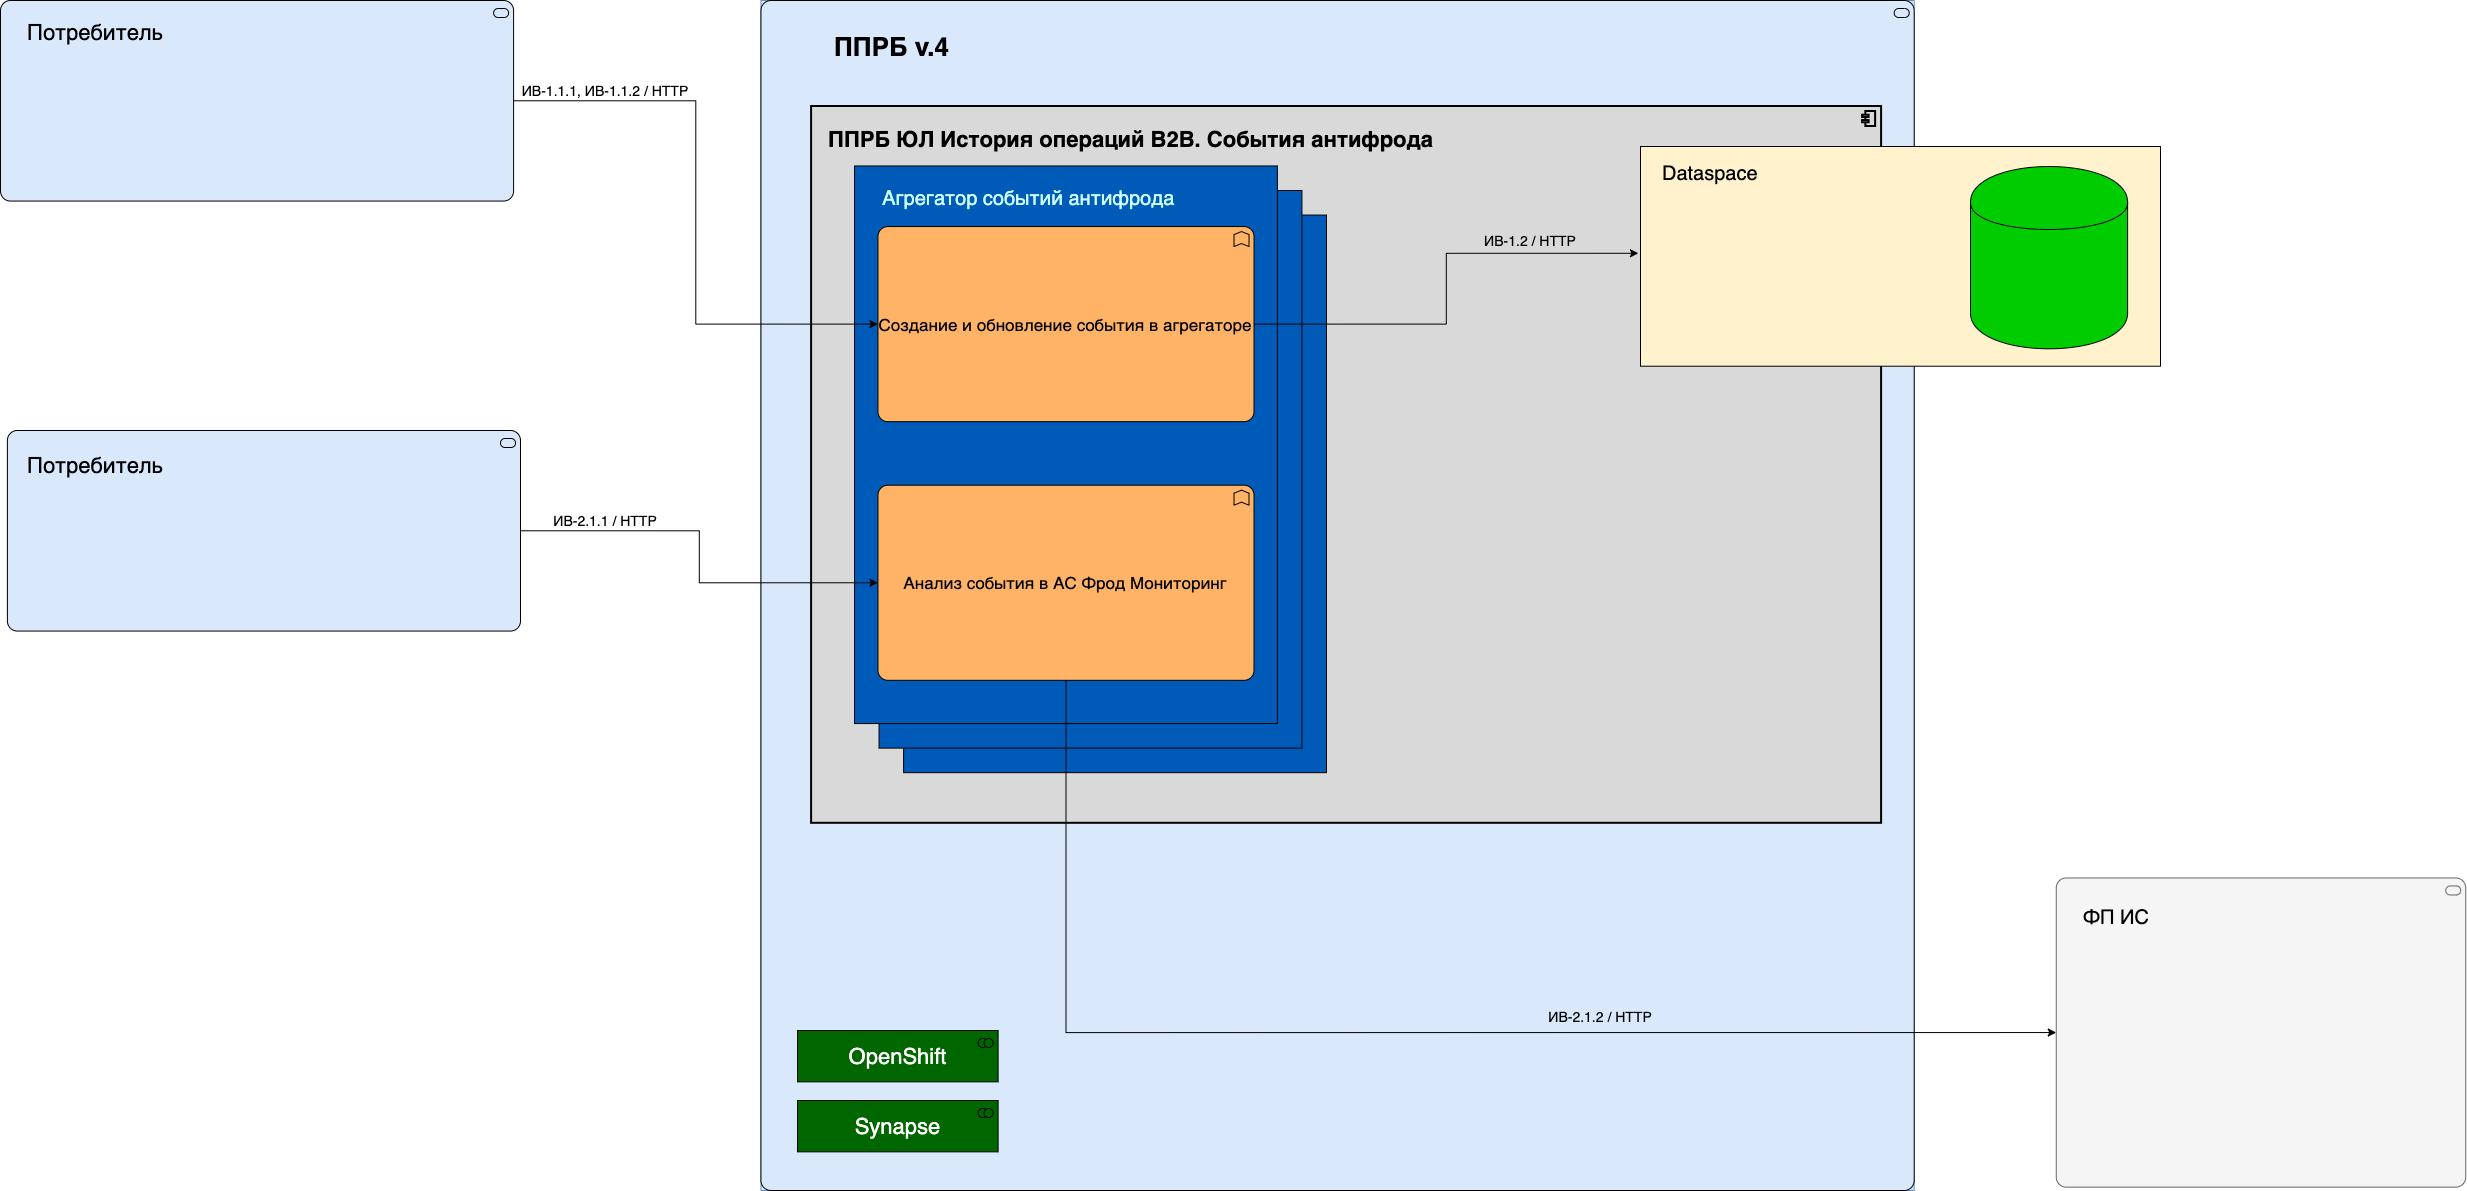 Потребитель
ППРБ v.4
ИВ-1.1.1, ИВ-1.1.2 / HTTP
ППРБ ЮЛ История операций B2B. События антифрода
Dataspace
Агрегатор событий антифрода
ИВ-1.2 / HTTP
Создание и обновление события в агрегаторе
Потребитель
ИВ-2.1.1 / HTTP
Анализ события в АС Фрод Мониторинг
ФП ИС
ИВ-2.1.2 / HTTP
OpenShift
Synapse